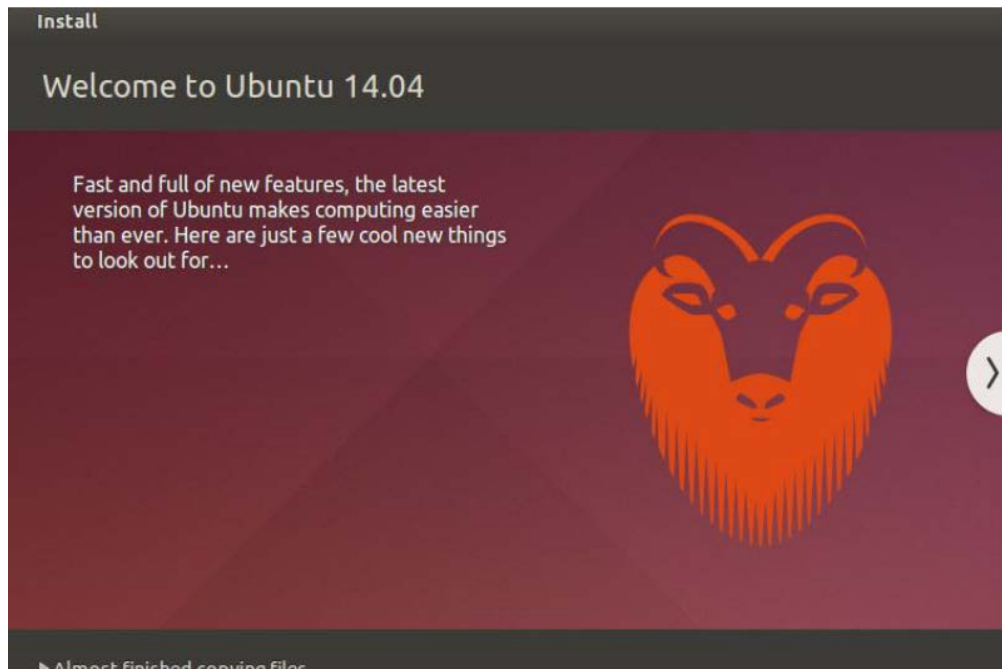 Install
Welcome to Ubuntu 14.04
Fast and full of new features, the latest
version of Ubuntu makes computing easier
than ever. Here are just a few cool new things
to look out for…
Almost finished copying files